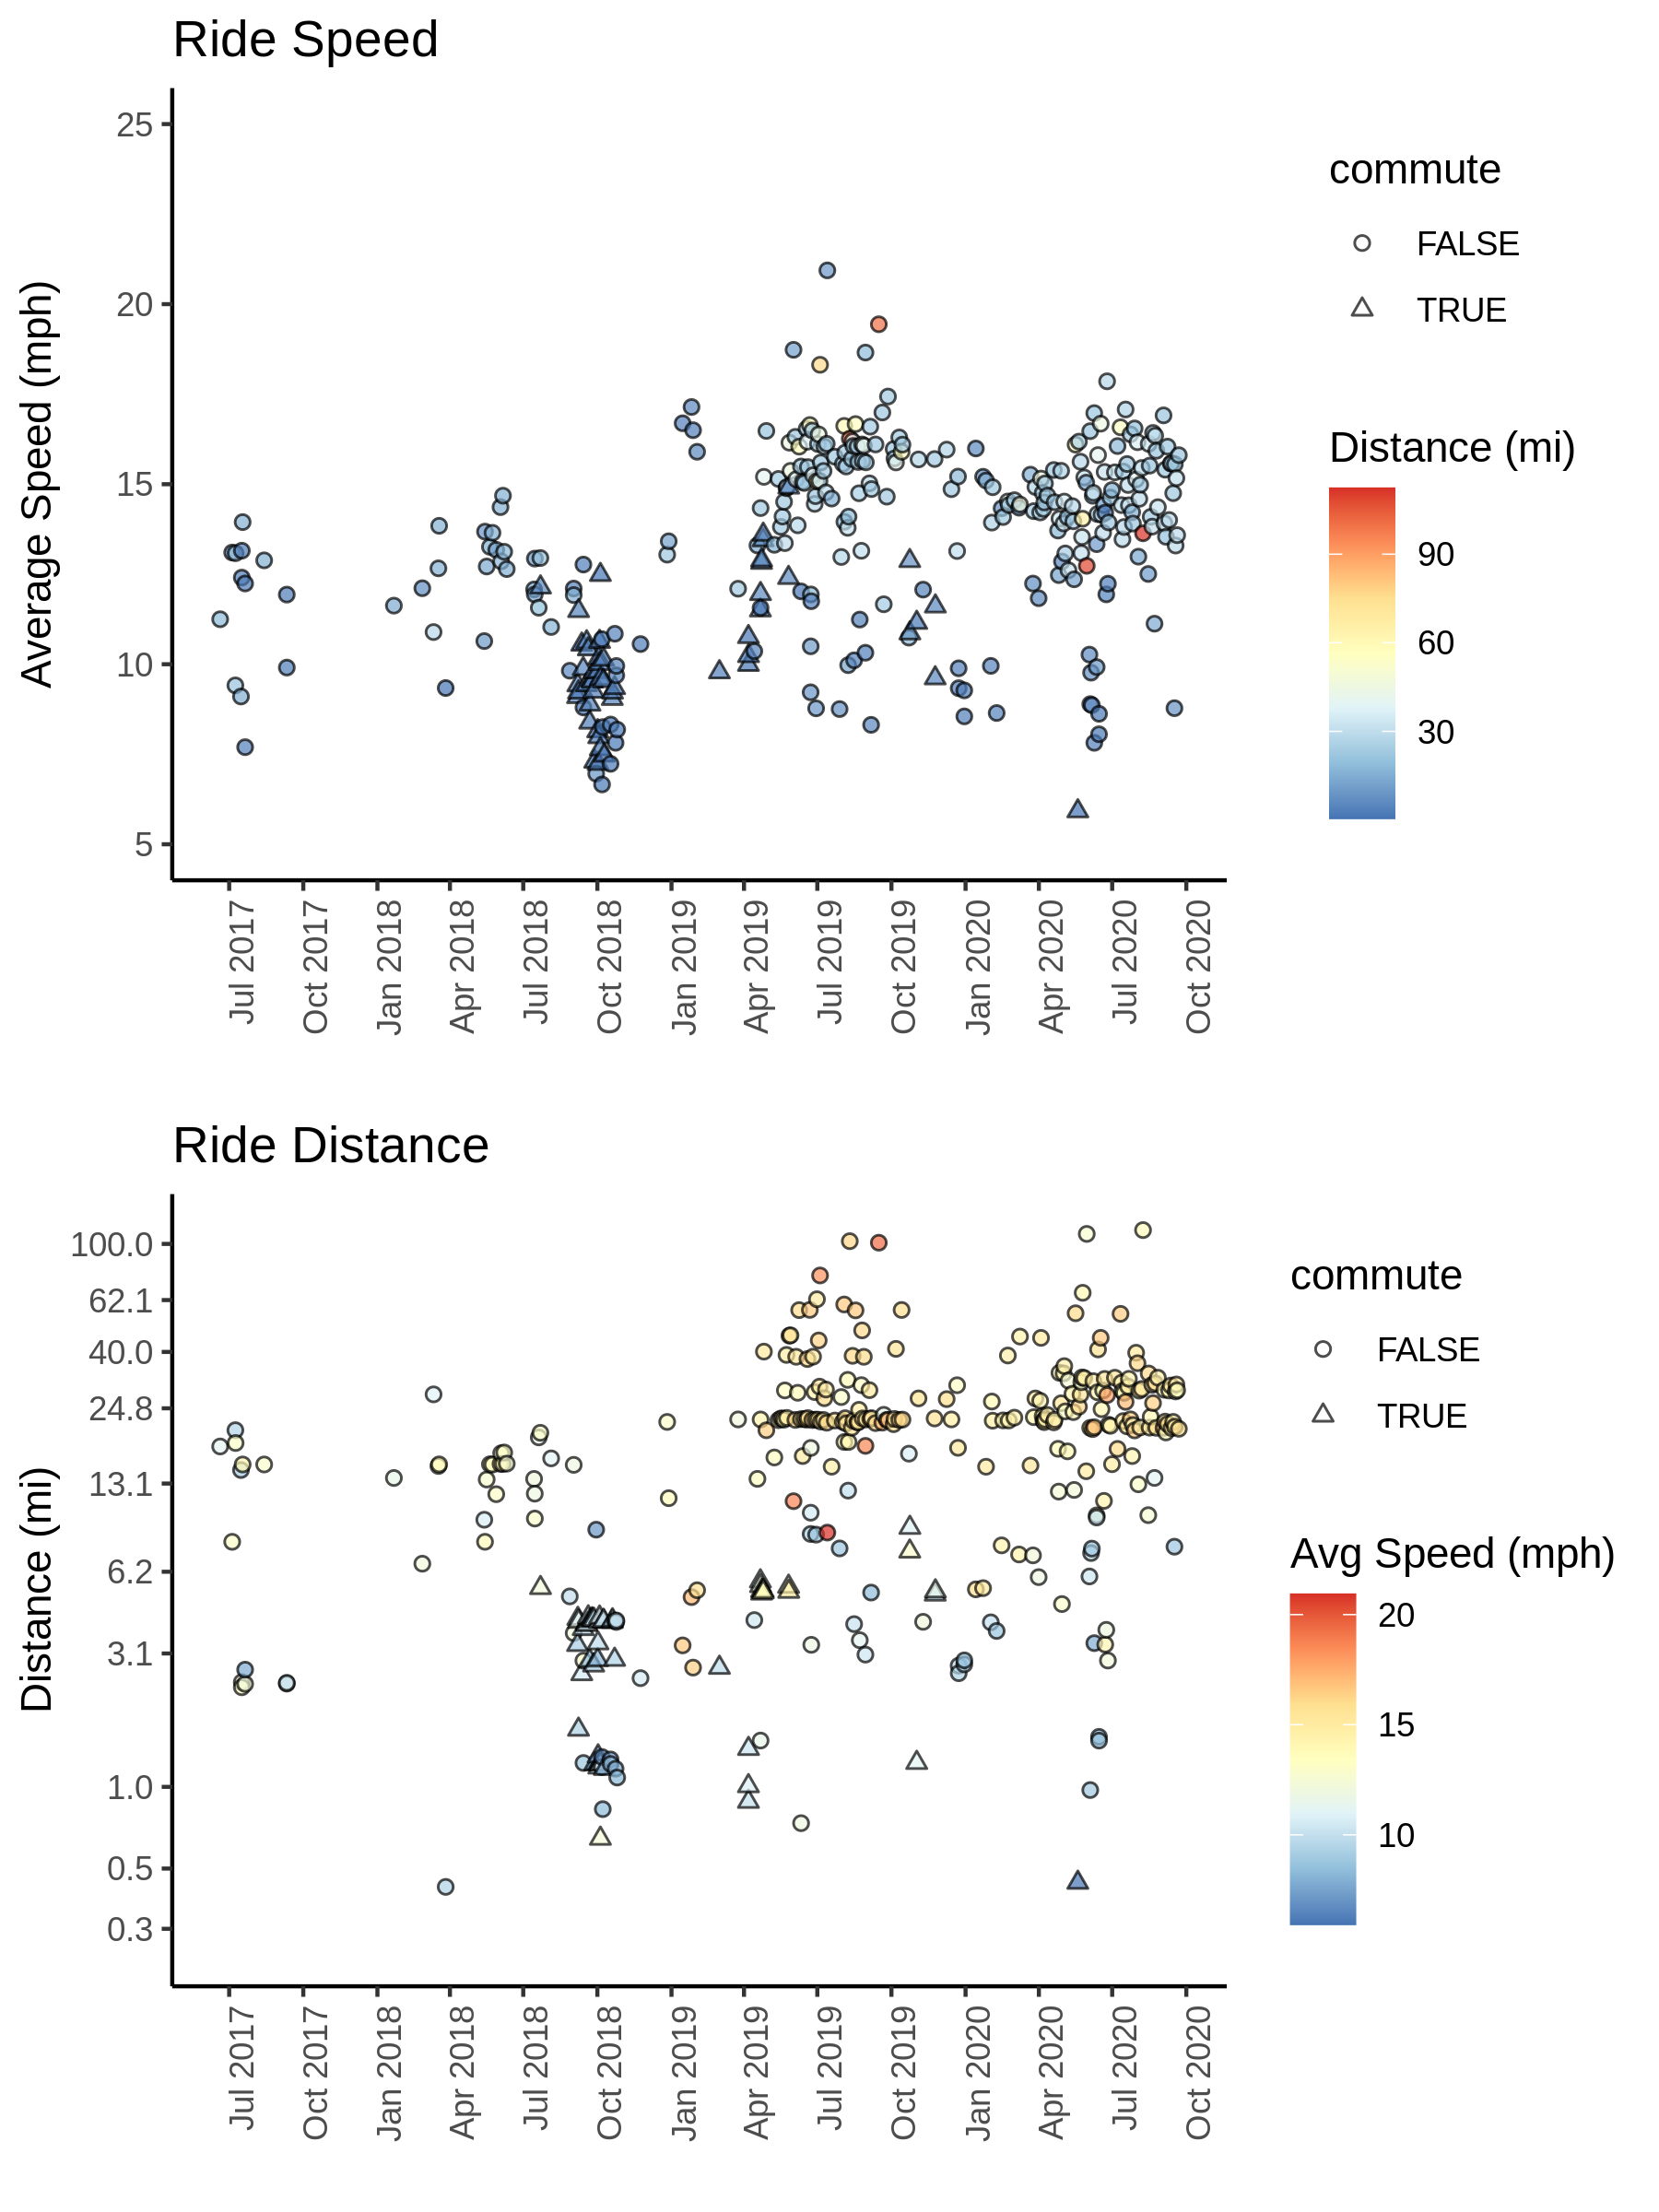 Ride Speed
Average Speed (mph)
25
20
15
10
5
Jul 2017
Oct 2017
Jan 2018
Apr 2018
Jul 2018
Oct 2018
Jan 2019
Apr 2019
Jul 2019
Oct 2019
Jan 2020
Apr 2020
Jul 2020
Oct 2020
commute
FALSE
TRUE
Distance (mi)
90
60
30
Ride Distance
Distance (mi)
100.0
62.1
40.0
24.8
13.1
6.2
3.1
1.0
0.5
0.3
Jul 2017
Oct 2017
Jan 2018
Apr 2018
Jul 2018
Oct 2018
Jan 2019
Apr 2019
Jul 2019
Oct 2019
Jan 2020
Apr 2020
Jul 2020
Oct 2020
commute
FALSE
TRUE
Avg Speed (mph)
20
15
10